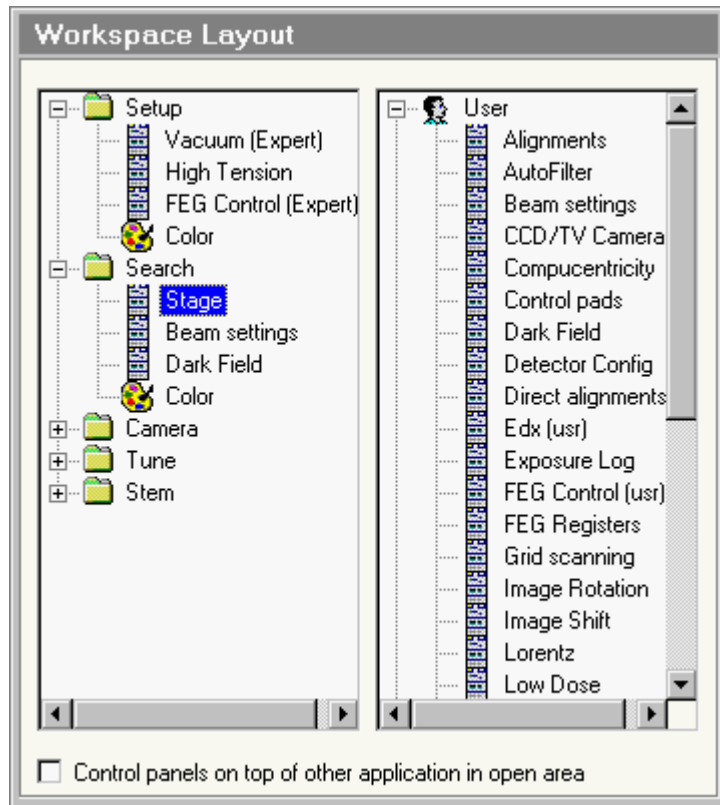 Workspace Layout
Setup
Vacuum (Expert)
High Tension
FEG Control (Expert)
Color
Search
Stage
Beam settings
Dark Field
Color
Camera
Tune
Stem
User
Alignments
AutoFilter
Beam settings
CCD/TV Camera
Compucentricity
Control pads
Dark Field
Detector Config
Direct alignments
Edx (usr)
Exposure Log
FEG Control (usr)
FEG Registers
Grid scanning
Image Rotation
Image Shift
Lorentz
Low Dose
Control panels on top of other application in open area